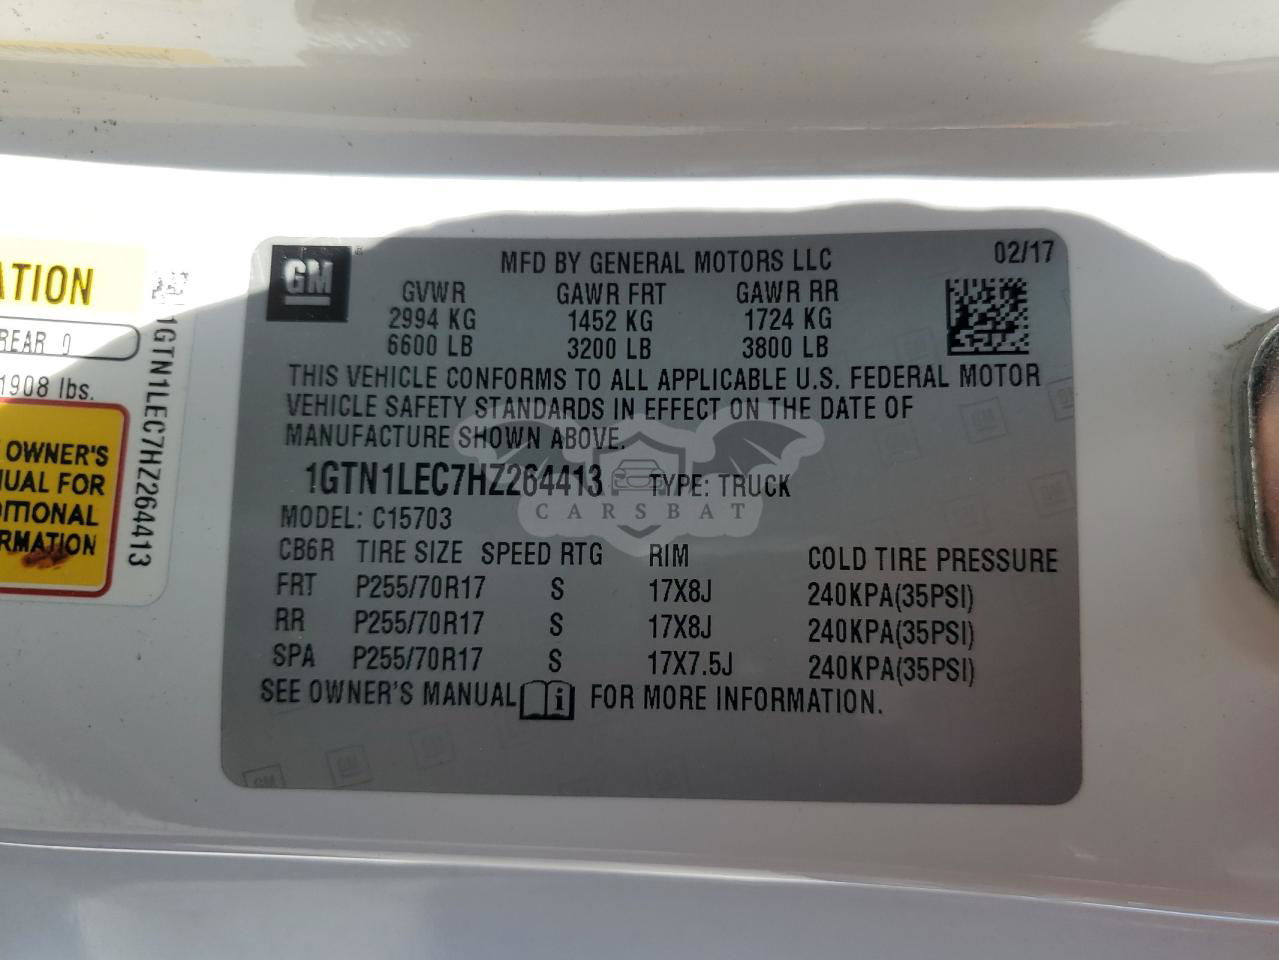 ATION
REAR 0
1908 lbs.
OWNER'S
UAL FOR
DITIONAL
RMATION
1GTN1LEC7HZ264413
GM
MFD BY GENERAL MOTORS LLC 02/17
GVWR GAWR FRT GAWR RR
2994 KG 1452 KG 1724 KG
6600 LB 3200 LB 3800 LB
THIS VEHICLE CONFORMS TO ALL APPLICABLE U.S. FEDERAL MOTOR
VEHICLE SAFETY STANDARDS IN EFFECT ON THE DATE OF
MANUFACTURE SHOWN ABOVE.
1GTN1LEC7HZ264413 TYPE: TRUCK
CARSBAT
MODEL: C15703
CB6R TIRE SIZE SPEED RTG RIM COLD TIRE PRESSURE
FRT P255/70R17 S 17X8J 240KPA(35PSI)
RR P255/70R17 S 17X8J 240KPA(35PSI)
SPA P255/70R17 S 17X7.5J 240KPA(35PSI)
SEE OWNER'S MANUAL i FOR MORE INFORMATION.